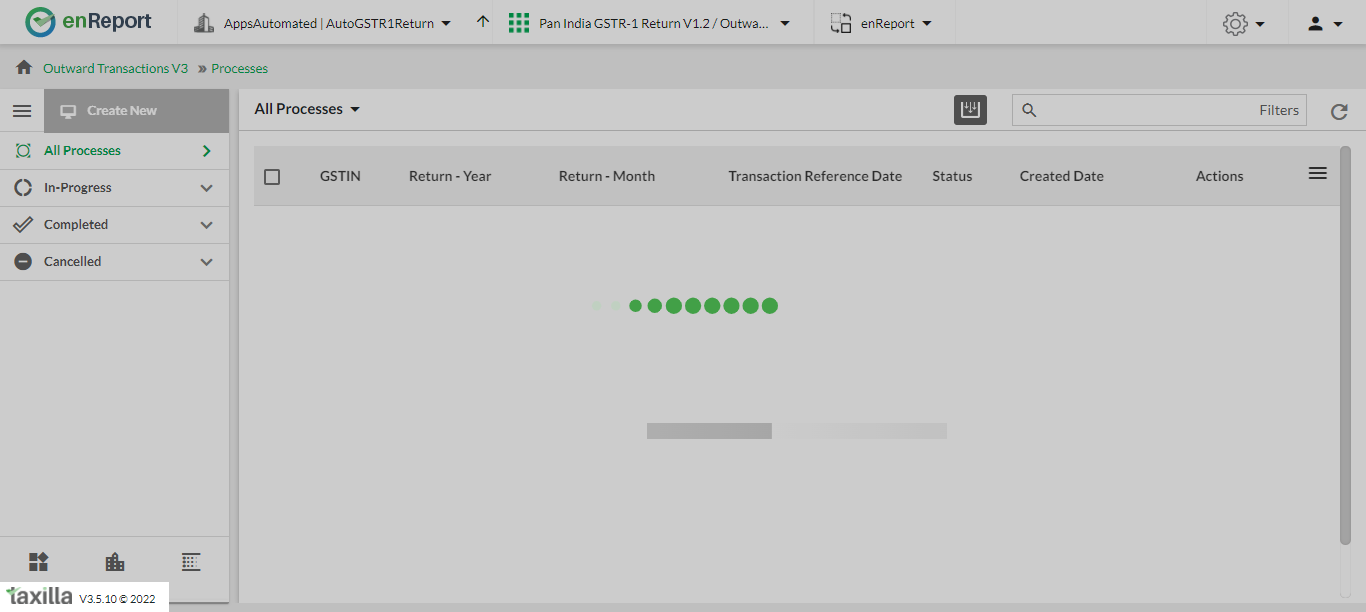 enReport
AppsAutomated | AutoGSTR1Return
Pan India GSTR-1 Return V1.2 / Outwa...
enReport
Outward Transactions V3 » Processes
Create New
All Processes
Filters
All Processes
In-Progress
Completed
Cancelled
GSTIN Return - Year Return - Month Transaction Reference Date Status Created Date Actions
taxilla V3.5.10 © 2022